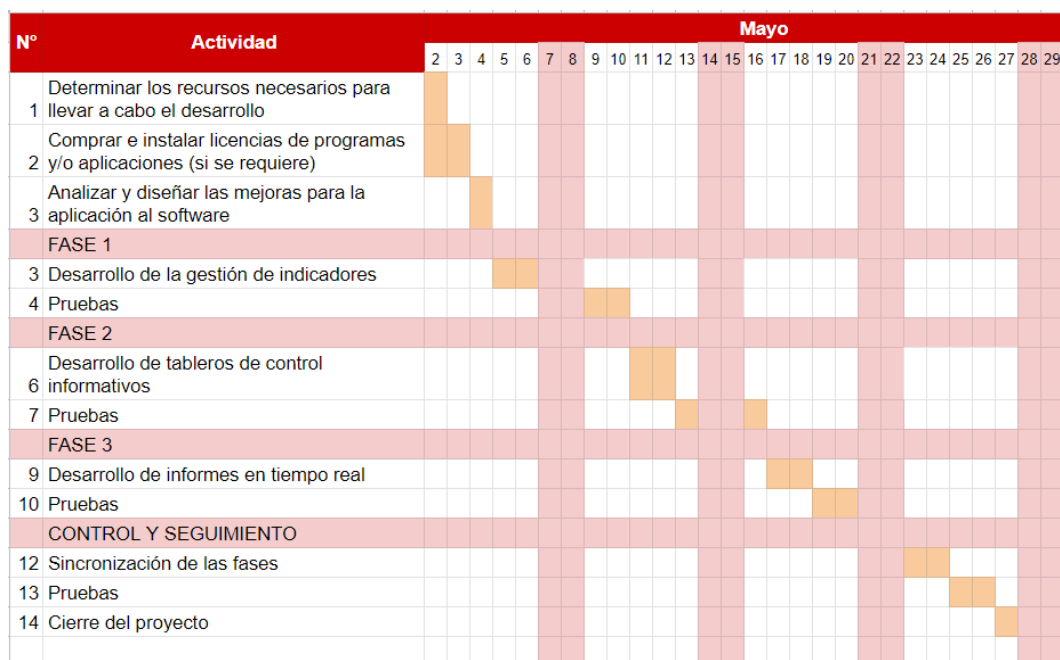 N° Actividad Mayo
2 3 4 5 6 7 8 9 10 11 12 13 14 15 16 17 18 19 20 21 22 23 24 25 26 27 28 29
Determinar los recursos necesarios para
1 llevar a cabo el desarrollo
Comprar e instalar licencias de programas
2 y/o aplicaciones (si se requiere)
Analizar y diseñar las mejoras para la
3 aplicación al software
FASE 1
3 Desarrollo de la gestión de indicadores
4 Pruebas
FASE 2
Desarrollo de tableros de control
6 informativos
7 Pruebas
FASE 3
9 Desarrollo de informes en tiempo real
10 Pruebas
CONTROL Y SEGUIMIENTO
12 Sincronización de las fases
13 Pruebas
14 Cierre del proyecto